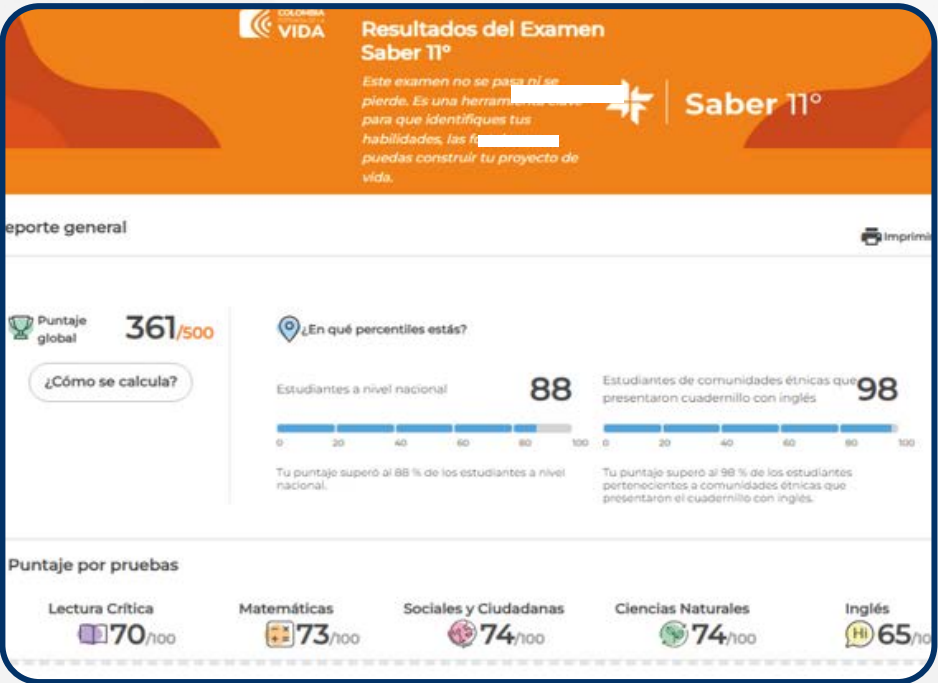 COLOMBIA
VIDA
Resultados del Examen
Saber 11°
Este examen no se pasa ni se
pierde. Es una
para que identifiques tus
habilidades, las
puedas construir tu proyecto de
vida.
Saber 11°
eporte general
Imprimi
Puntaje
global
361/500
¿Cómo se calcula?
¿En qué percentiles estás?
Estudiantes a nivel nacional
88
0 20 40 60 80 100
Tu puntaje superó al 88 % de los estudiantes a nivel
nacional.
Estudiantes de comunidades étnicas que
presentaron cuadernillo con inglés
98
0 20 40 60 80 100
Tu puntaje superó al 98 % de los estudiantes
pertenecientes a comunidades étnicas que
presentaron el cuadernillo con inglés.
Puntaje por pruebas
Lectura Crítica
70/100
Matemáticas
73/100
Sociales y Ciudadanas
74/100
Ciencias Naturales
74/100
Inglés
Hi
65/10